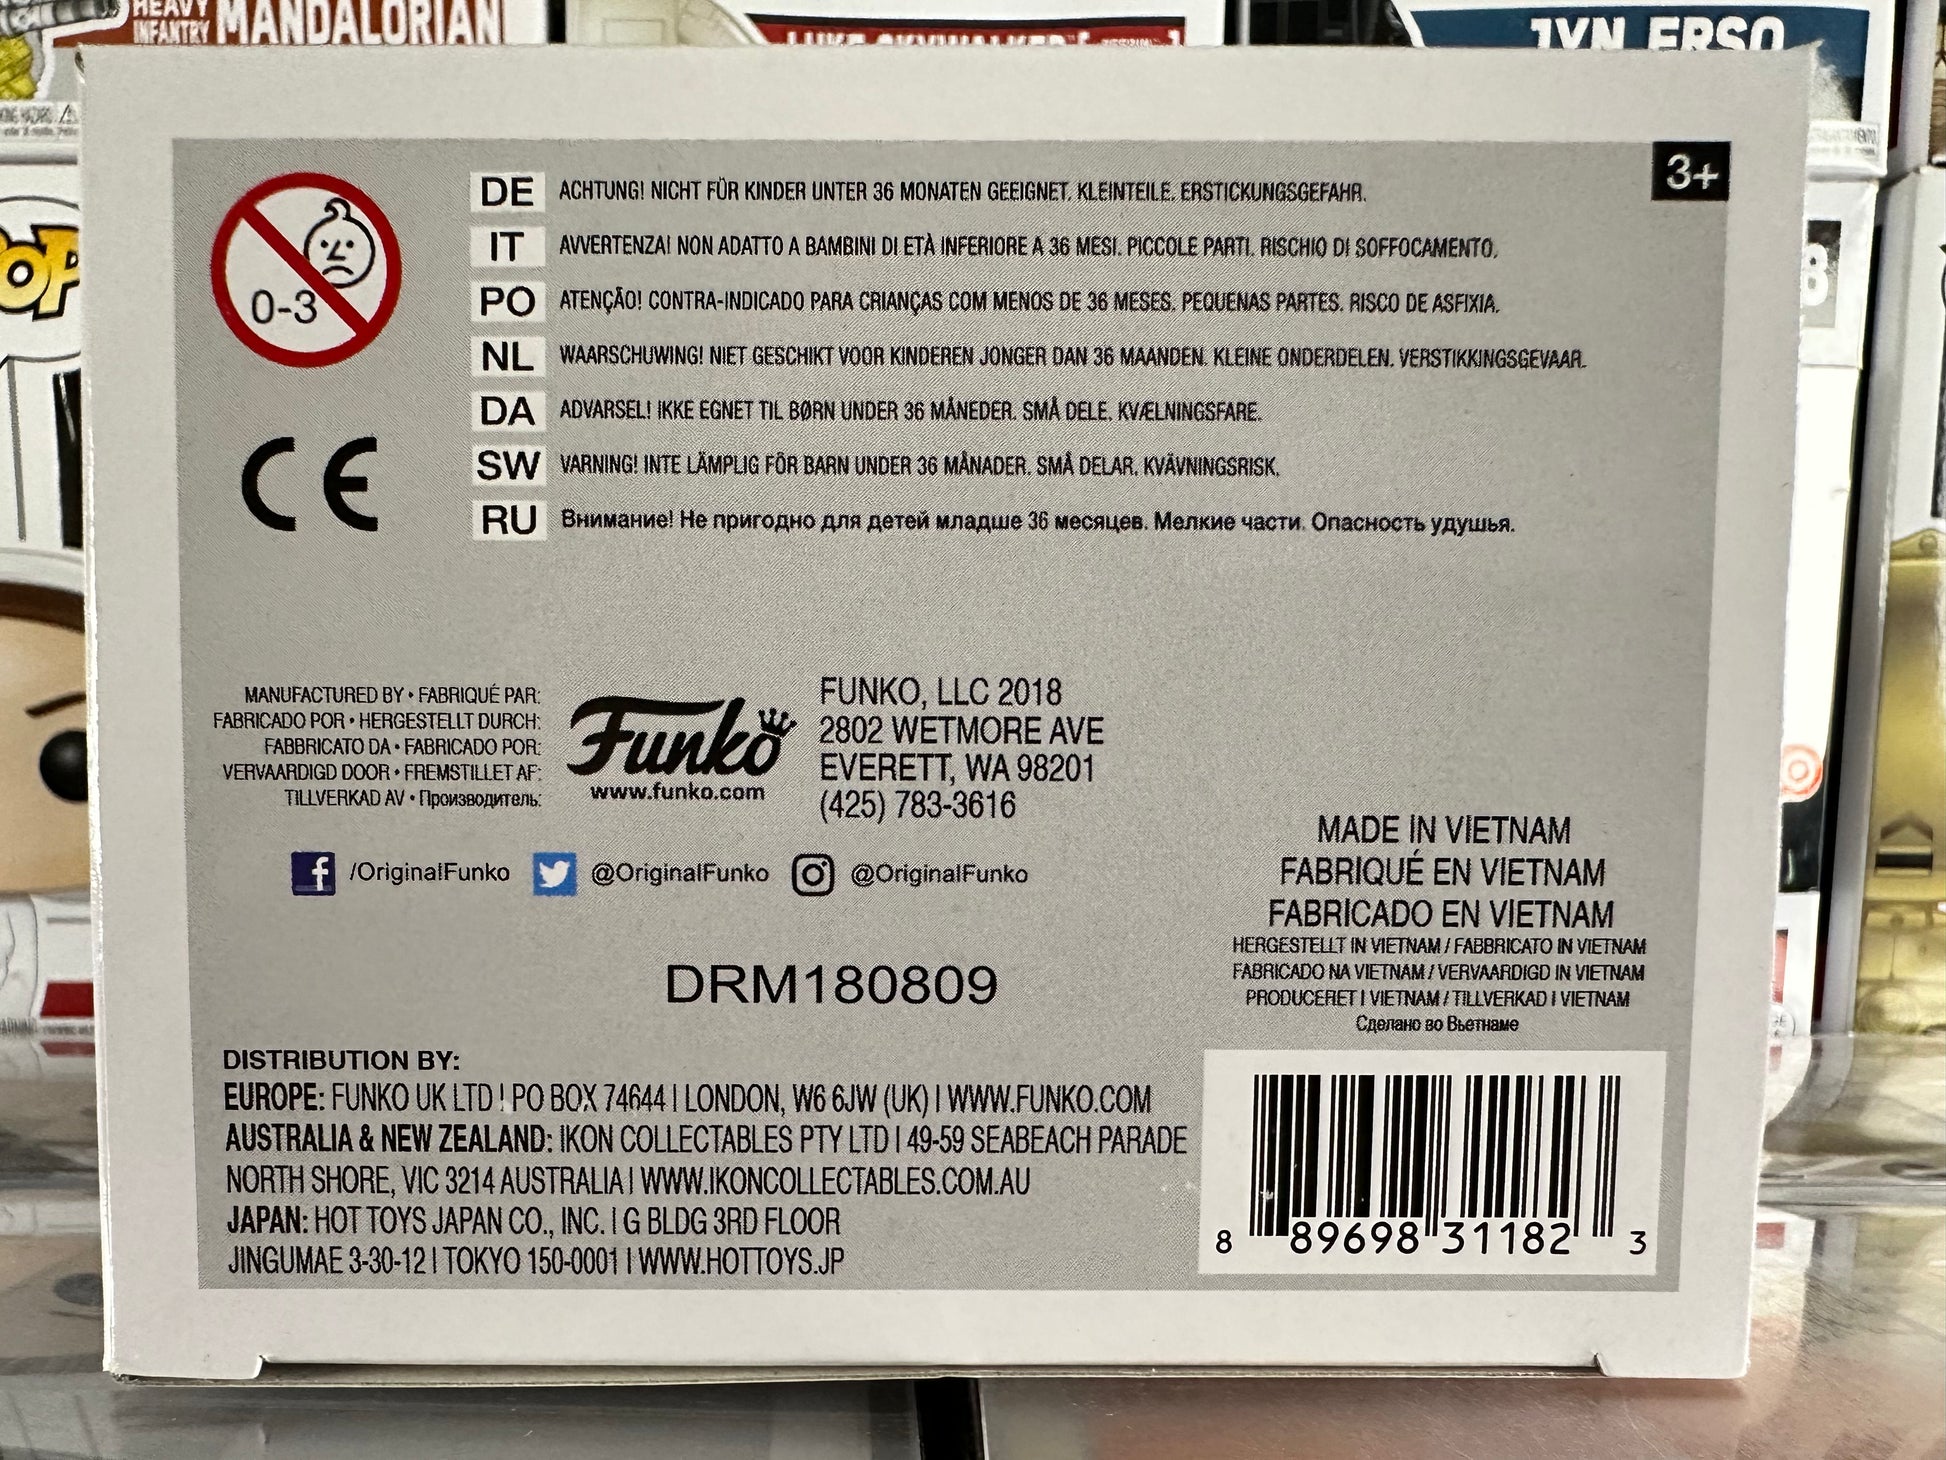 HEAVY
INFANTRY MANDALORIAN
LUKE SKYWALKER
JYN ERSO
POP
3+
0-3
DE ACHTUNG! NICHT FÜR KINDER UNTER 36 MONATEN GEEIGNET. KLEINTEILE. ERSTICKUNGSGEFAHR.
IT AVVERTENZA! NON ADATTO A BAMBINI DI ETÀ INFERIORE A 36 MESI. PICCOLE PARTI. RISCHIO DI SOFFOCAMENTO.
PO ATENÇÃO! CONTRA-INDICADO PARA CRIANÇAS COM MENOS DE 36 MESES. PEQUENAS PARTES. RISCO DE ASFIXIA.
NL WAARSCHUWING! NIET GESCHIKT VOOR KINDEREN JONGER DAN 36 MAANDEN. KLEINE ONDERDELEN. VERSTIKKINGSGEVAAR.
DA ADVARSEL! IKKE EGNET TIL BØRN UNDER 36 MÅNEDER. SMÅ DELE. KVÆLNINGSFARE.
SW VARNING! INTE LÄMPLIG FÖR BARN UNDER 36 MÅNADER. SMÅ DELAR. KVÄVNINGSRISK.
RU Внимание! Не пригодно для детей младше 36 месяцев. Мелкие части. Опасность удушья.
CE
MANUFACTURED BY • FABRIQUÉ PAR:
FABRICADO POR • HERGESTELLT DURCH:
FABBRICATO DA • FABRICADO POR:
VERVAARDIGD DOOR • FREMSTILLET AF:
TILLVERKAD AV • Производитель:
Funko
www.funko.com
FUNKO, LLC 2018
2802 WETMORE AVE
EVERETT, WA 98201
(425) 783-3616
/OriginalFunko @OriginalFunko @OriginalFunko
MADE IN VIETNAM
FABRIQUÉ EN VIETNAM
FABRICADO EN VIETNAM
HERGESTELLT IN VIETNAM / FABBRICATO IN VIETNAM
FABRICADO NA VIETNAM / VERVAARDIGD IN VIETNAM
PRODUCERET I VIETNAM / TILLVERKAD I VIETNAM
Сделано во Вьетнаме
DRM180809
DISTRIBUTION BY:
EUROPE: FUNKO UK LTD | PO BOX 74644 | LONDON, W6 6JW (UK) | WWW.FUNKO.COM
AUSTRALIA & NEW ZEALAND: IKON COLLECTABLES PTY LTD | 49-59 SEABEACH PARADE
NORTH SHORE, VIC 3214 AUSTRALIA | WWW.IKONCOLLECTABLES.COM.AU
JAPAN: HOT TOYS JAPAN CO., INC. | G BLDG 3RD FLOOR
JINGUMAE 3-30-12 | TOKYO 150-0001 | WWW.HOTTOYS.JP
8 89698 31182 3